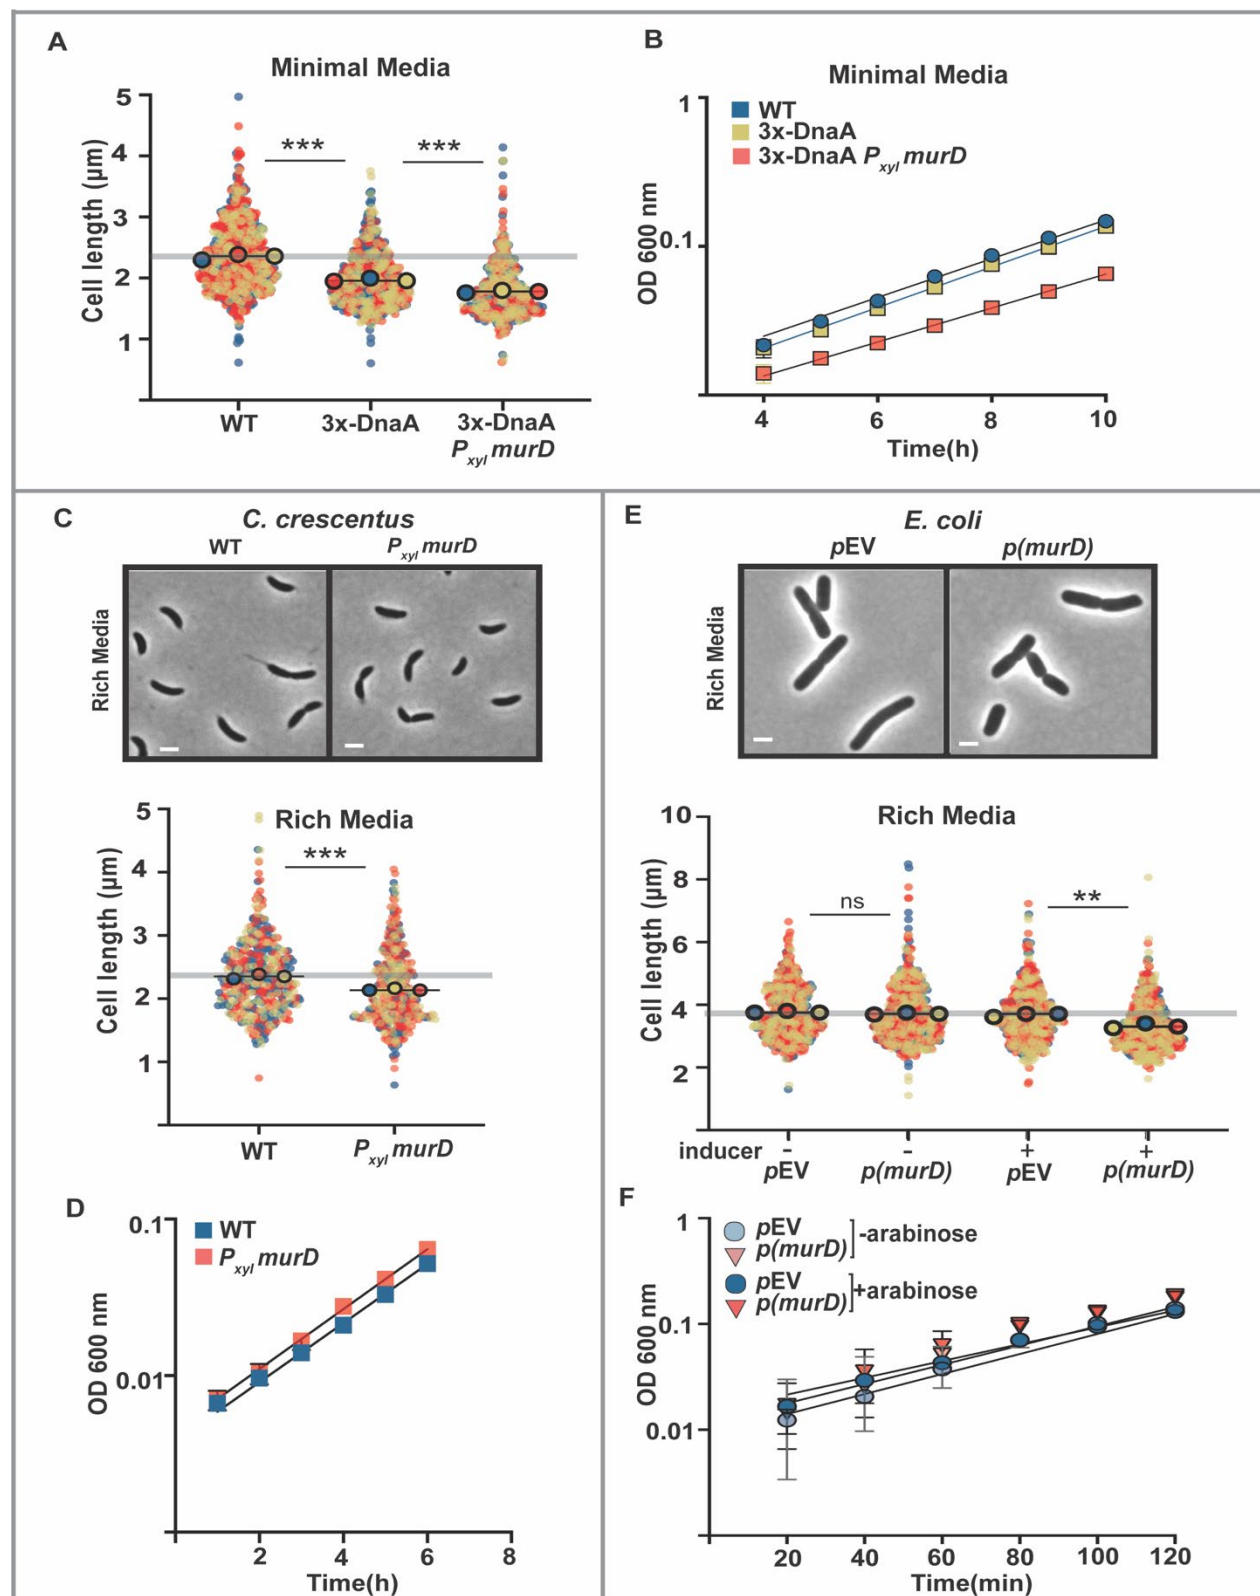 A
Minimal Media
Cell length (µm)
5
4
3
2
1
***
***
WT
3x-DnaA
3x-DnaA
Pxyl murD
B
Minimal Media
WT
3x-DnaA
3x-DnaA Pxyl murD
OD 600 nm
1
0.1
4
6
8
10
Time(h)
C
C. crescentus
WT
Pxyl murD
Rich Media
Rich Media
Cell length (µm)
5
4
3
2
1
***
WT
Pxyl murD
D
WT
Pxyl murD
OD 600 nm
0.1
0.01
2
4
6
8
Time(h)
E
E. coli
pEV
p(murD)
Rich Media
Rich Media
Cell length (µm)
10
8
6
4
2
ns
**
inducer - - + +
pEV p(murD) pEV p(murD)
F
pEV
p(murD) ]-arabinose
pEV
p(murD) ]+arabinose
OD 600 nm
1
0.1
0.01
20
40
60
80
100
120
Time(min)